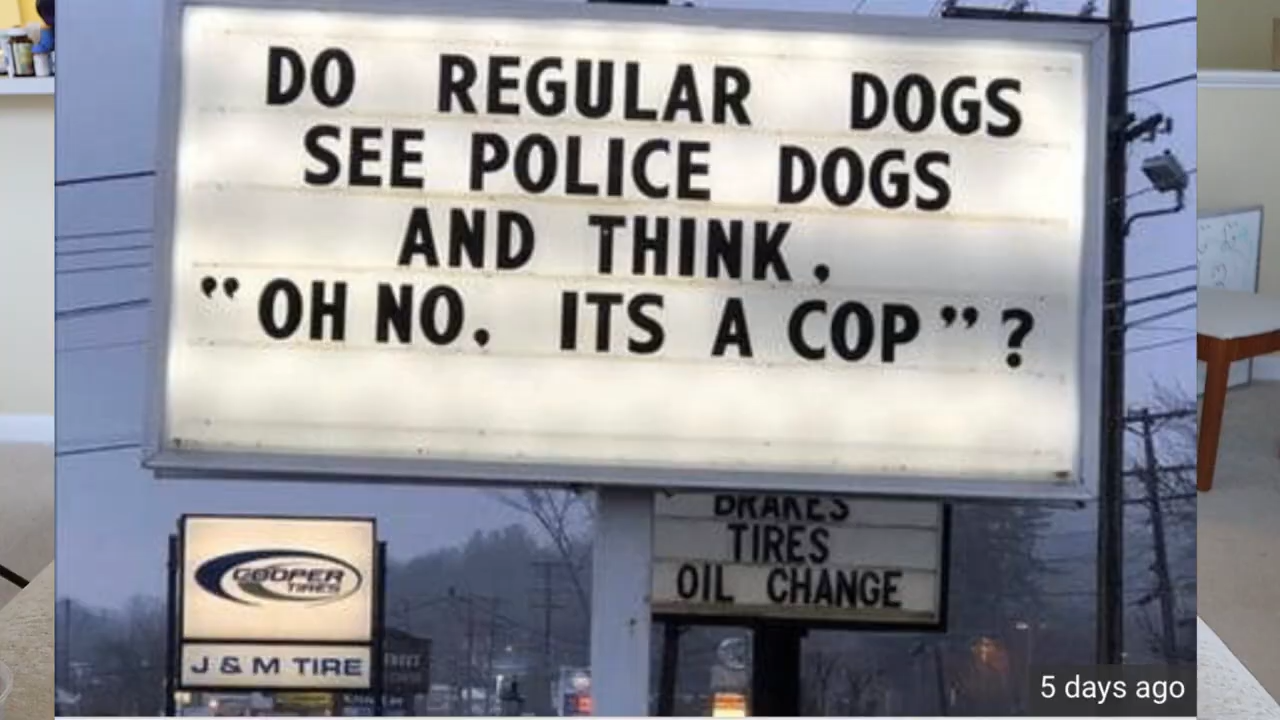 DO REGULAR DOGS
SEE POLICE DOGS
AND THINK,
”OH NO. ITS A COP”?
BRAKES
TIRES
OIL CHANGE
COOPER
TIRES
J & M TIRE
5 days ago